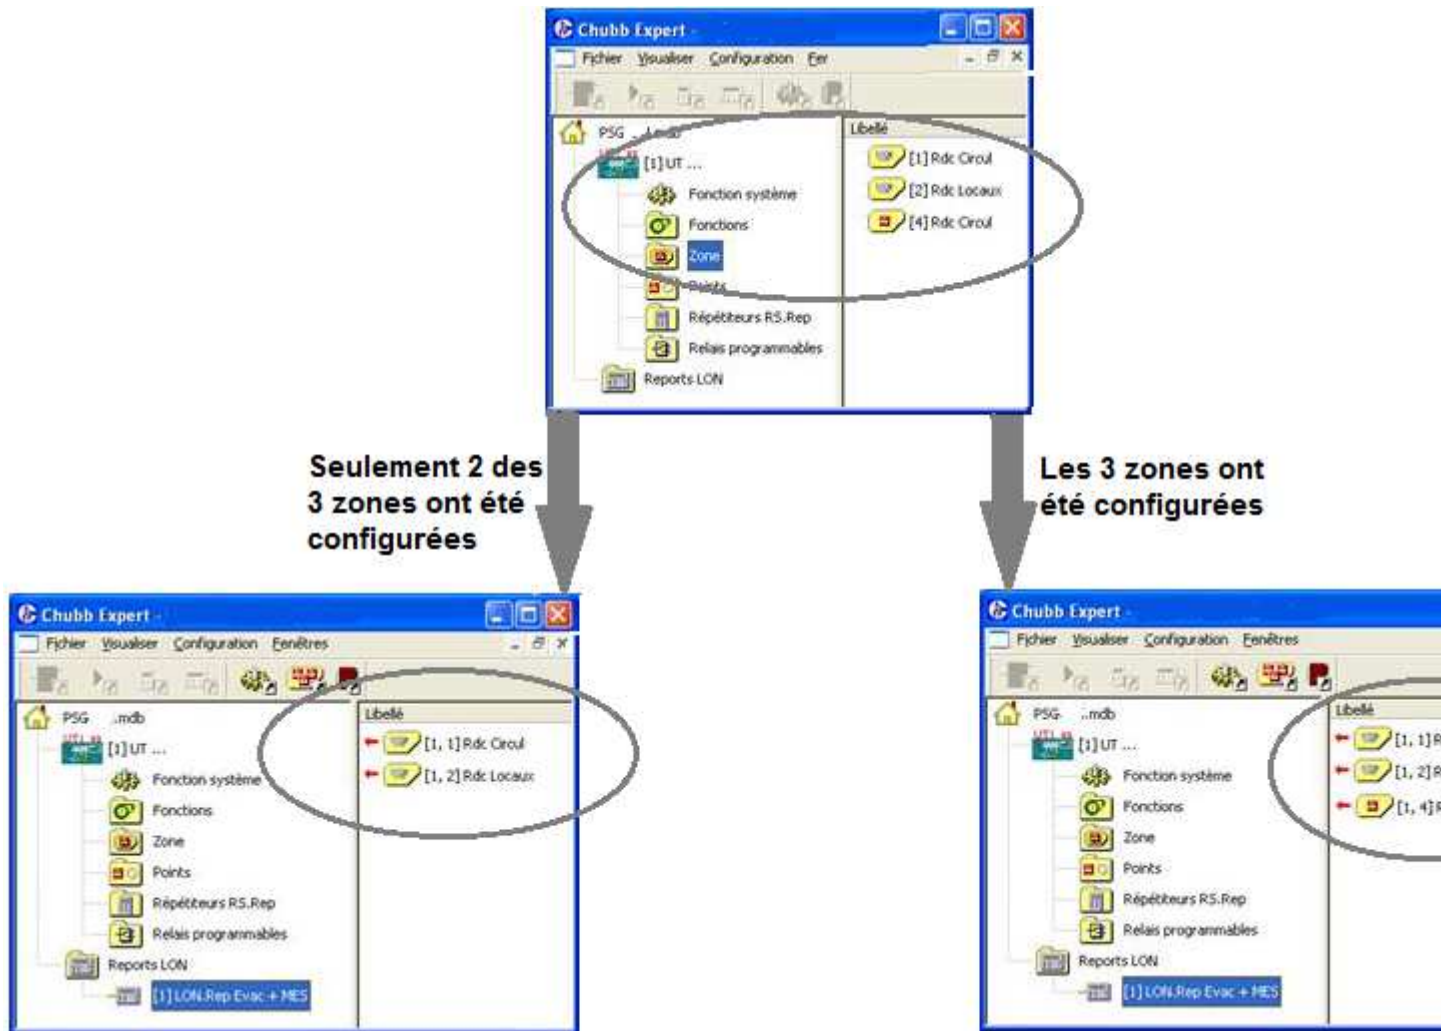 Chubb Expert -
Fichier Visualiser Configuration Fer
PSG ...l.mdb
[1] UT ...
Fonction système
Fonctions
Zone
Points
Répétiteurs RS.Rep
Relais programmables
Reports LON
Libellé
[1] Rdc Circul
[2] Rdc Locaux
[4] Rdc Circul
Seulement 2 des
3 zones ont été
configurées
Les 3 zones ont
été configurées
Chubb Expert -
Fichier Visualiser Configuration Fenêtres
PSG ..mdb
[1] UT ...
Fonction système
Fonctions
Zone
Points
Répétiteurs RS.Rep
Relais programmables
Reports LON
[1] LON.Rep Evac + MES
Libellé
[1, 1] Rdc Circul
[1, 2] Rdc Locaux
Chubb Expert -
Fichier Visualiser Configuration Fenêtres
PSG ..mdb
[1] UT ...
Fonction système
Fonctions
Zone
Points
Répétiteurs RS.Rep
Relais programmables
Reports LON
[1] LON.Rep Evac + MES
Libellé
[1, 1] R
[1, 2] R
[1, 4] R